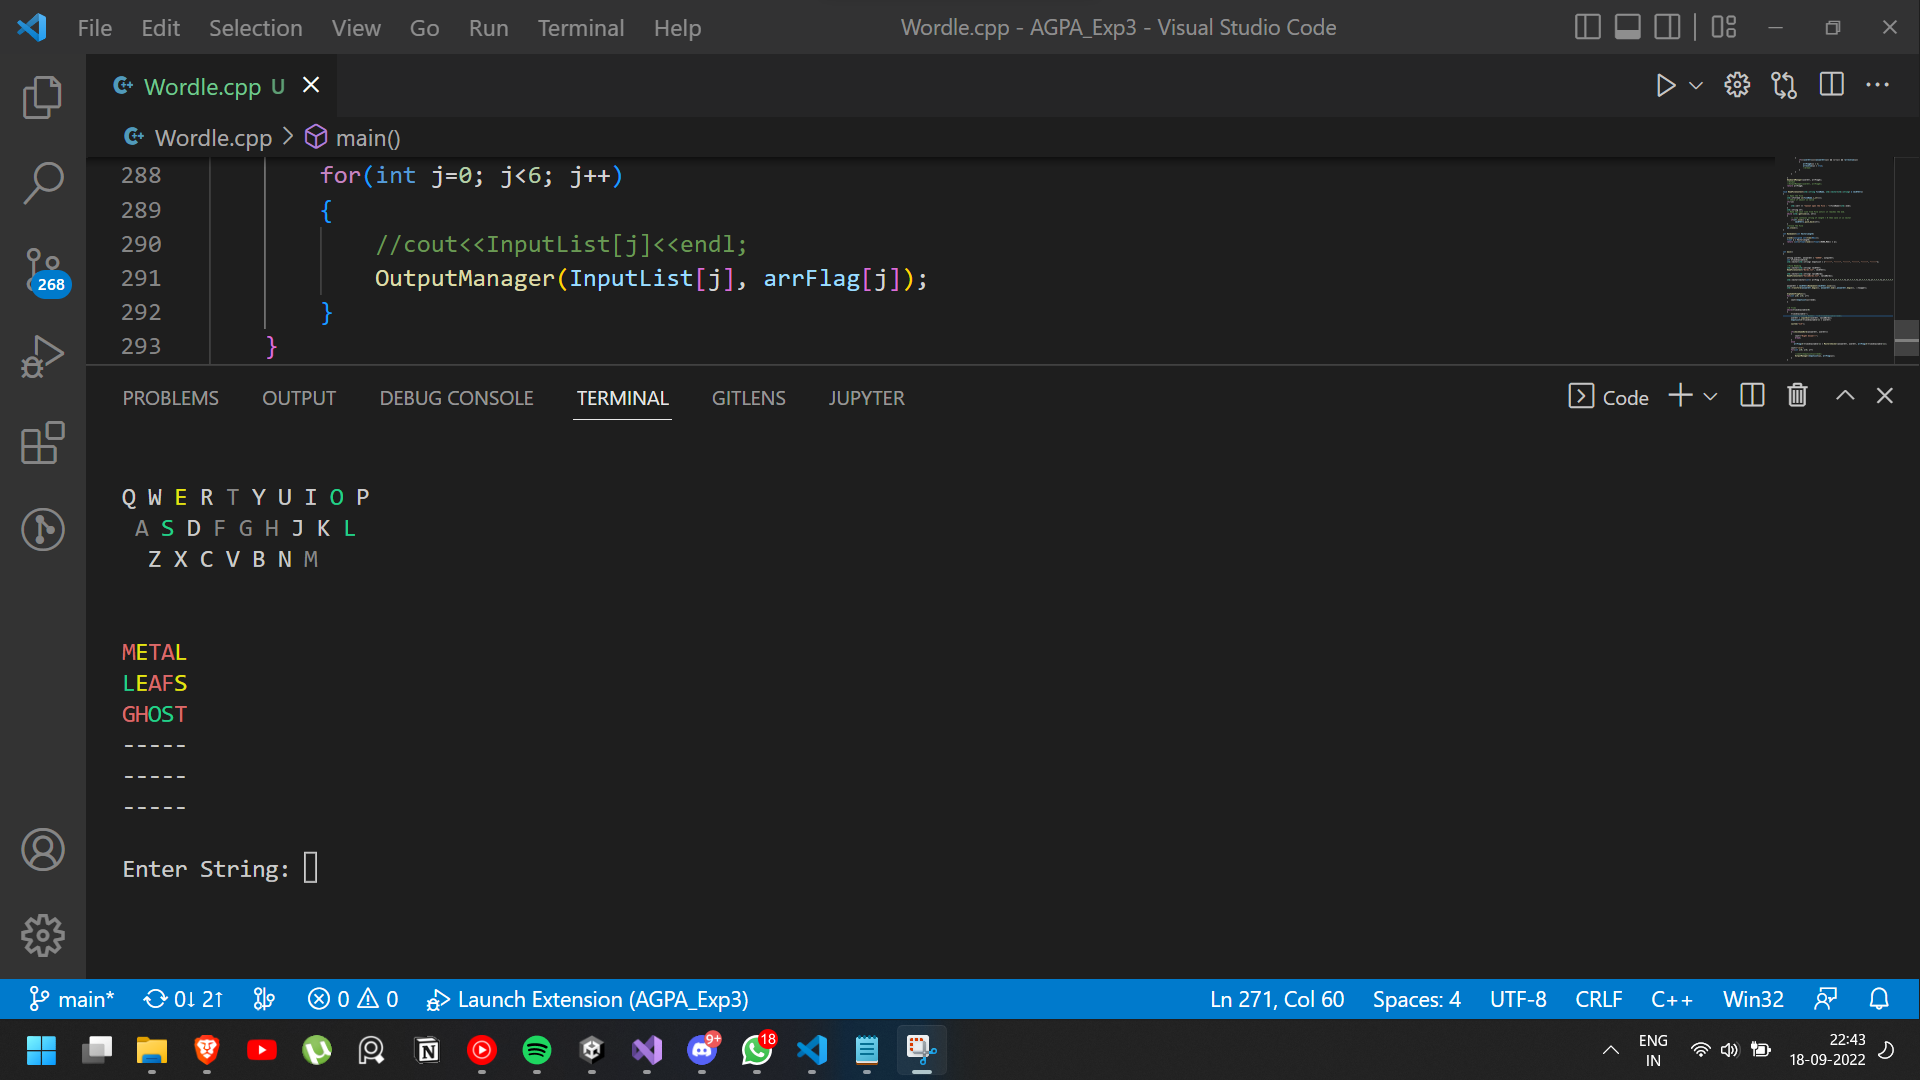 File Edit Selection View Go Run Terminal Help
Wordle.cpp - AGPA_Exp3 - Visual Studio Code
Wordle.cpp U
Wordle.cpp > main()
288 for(int j=0; j<6; j++)
289 {
290 //cout<<InputList[j]<<endl;
291 OutputManager(InputList[j], arrFlag[j]);
292 }
293 }
268
PROBLEMS OUTPUT DEBUG CONSOLE TERMINAL GITLENS JUPYTER
Code
Q W E R T Y U I O P
A S D F G H J K L
Z X C V B N M
METAL
LEAFS
GHOST
-----
-----
-----
Enter String:
main* 0↓ 2↑ 0 0 Launch Extension (AGPA_Exp3)
Ln 271, Col 60 Spaces: 4 UTF-8 CRLF C++ Win32
9+ 18
ENG
IN
22:43
18-09-2022